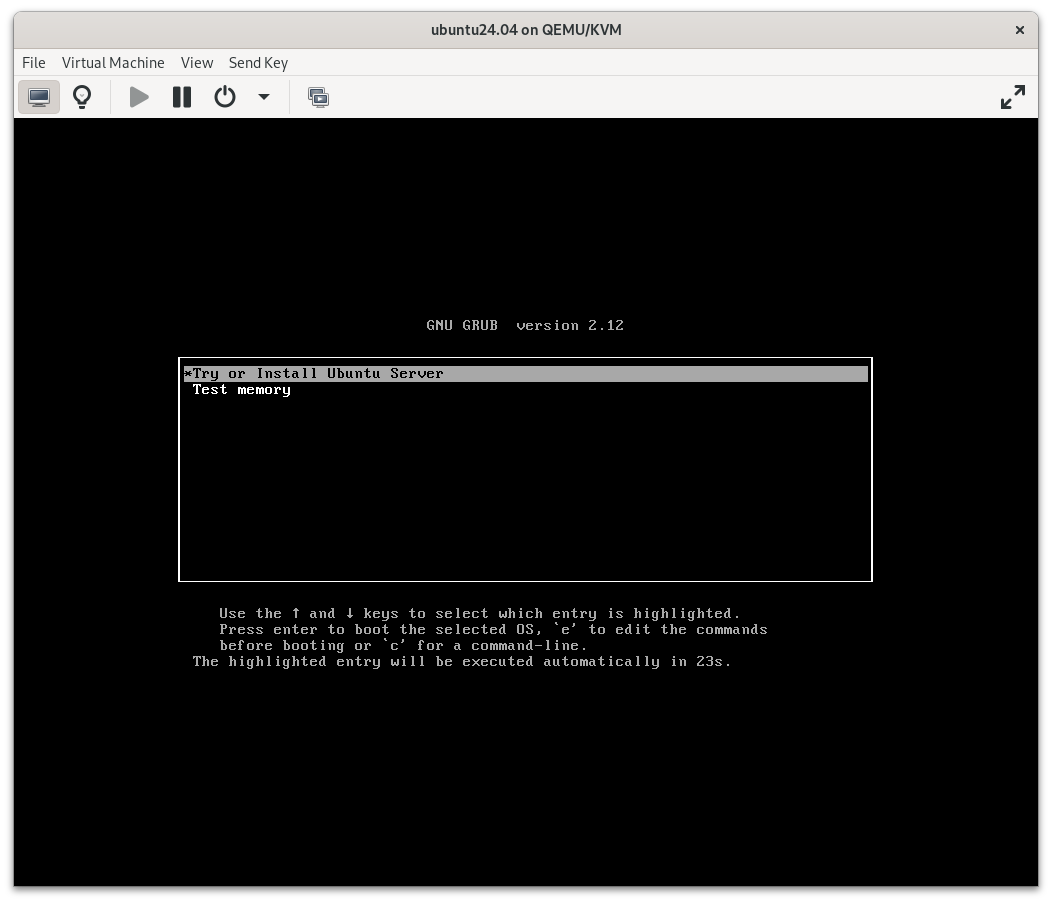 ubuntu24.04 on QEMU/KVM
File Virtual Machine View Send Key
GNU GRUB version 2.12
*Try or Install Ubuntu Server
Test memory
Use the ↑ and ↓ keys to select which entry is highlighted.
Press enter to boot the selected OS, `e' to edit the commands
before booting or `c' for a command-line.
The highlighted entry will be executed automatically in 23s.